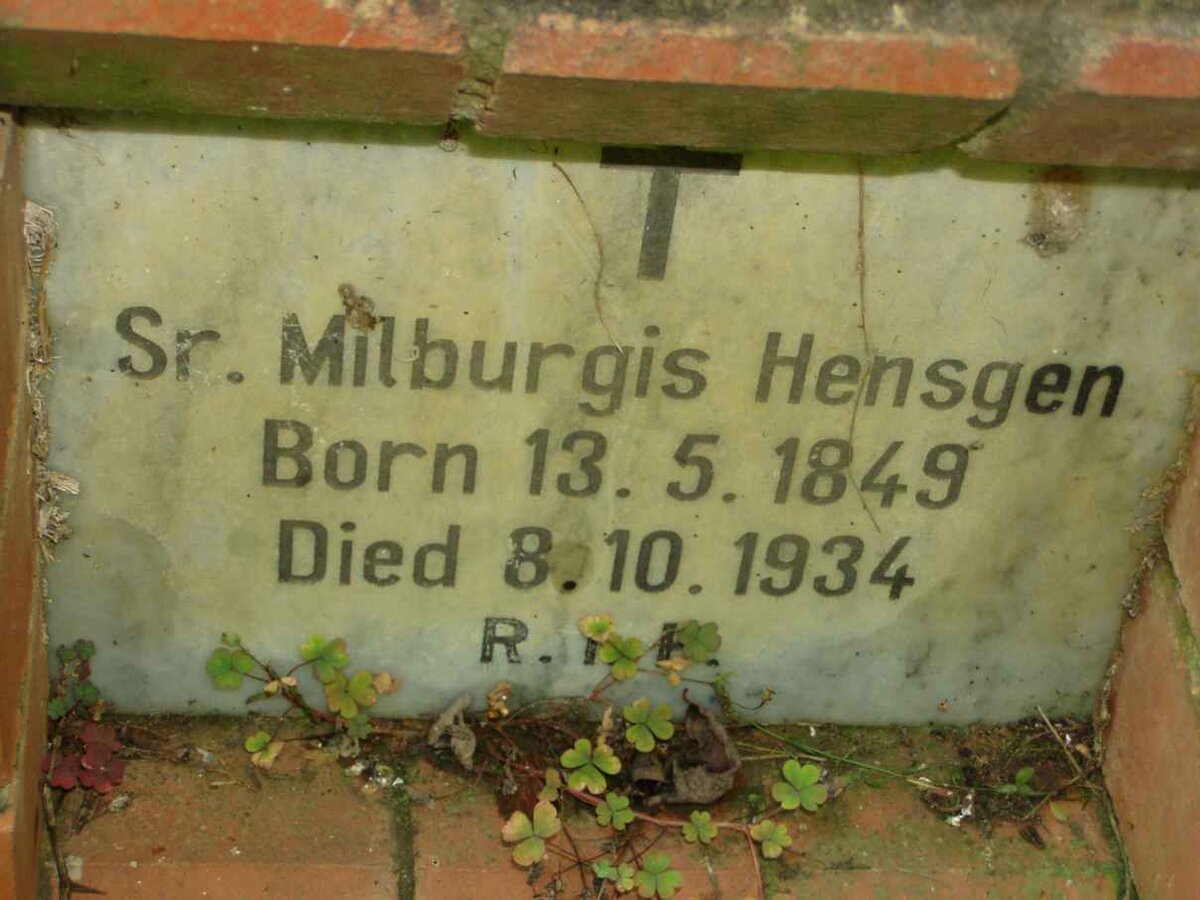 Sr. Milburgis Hensgen
Born 13. 5. 1849
Died 8. 10. 1934
R. I. P.